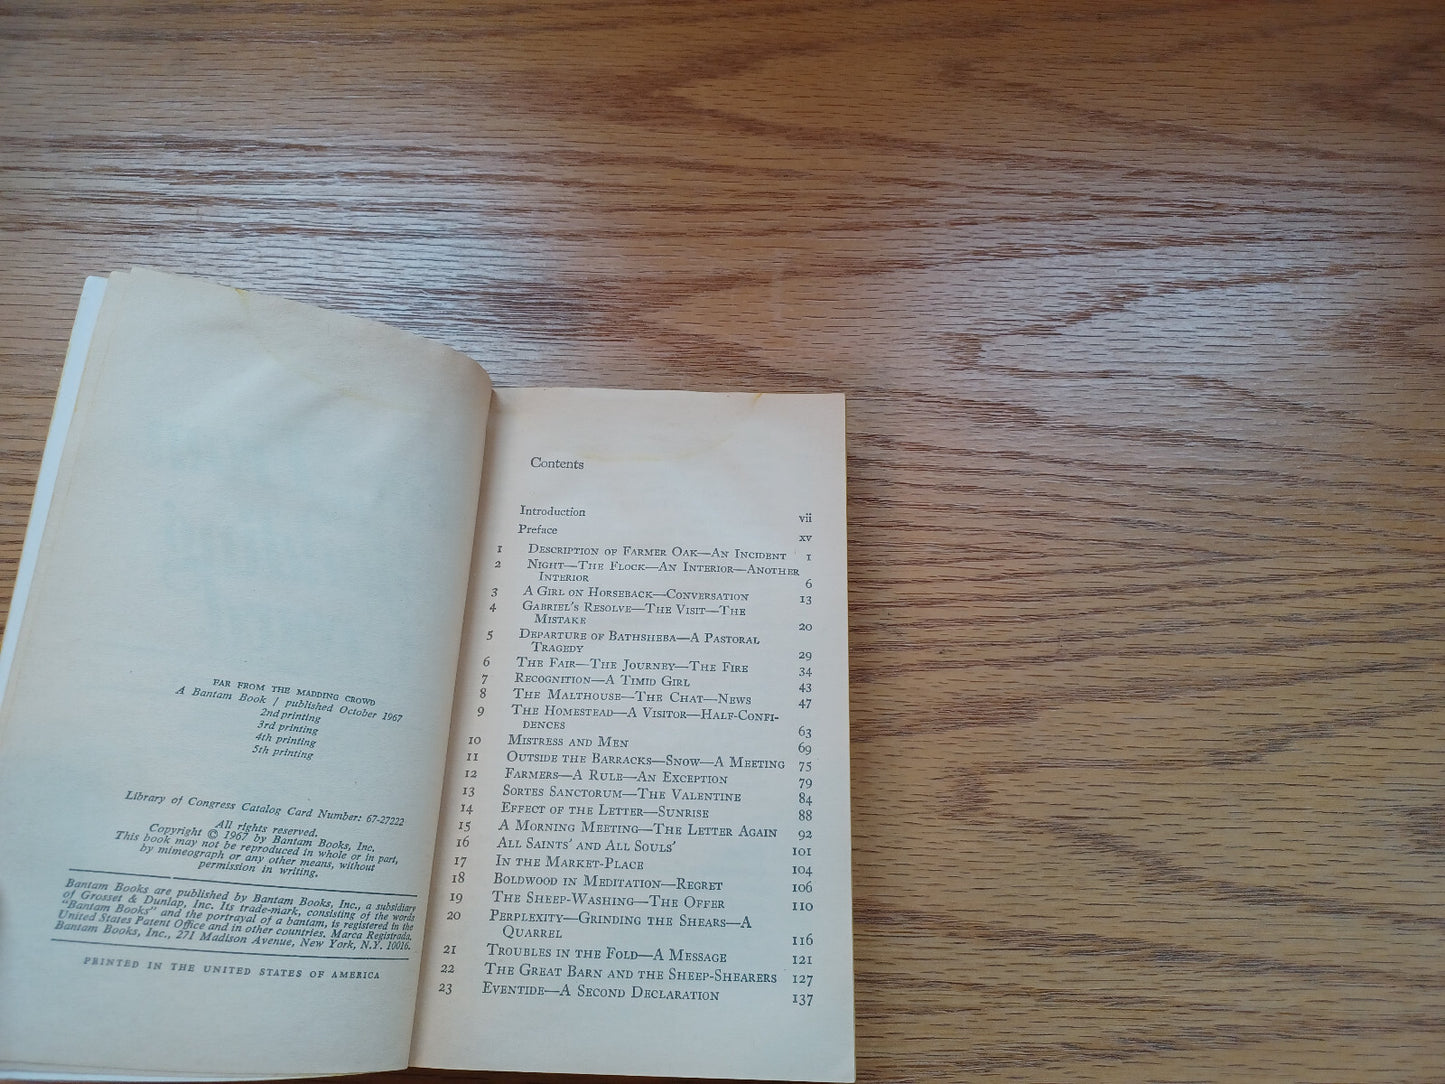 FAR FROM THE MADDING CROWD
A Bantam Book / published October 1967
2nd printing
3rd printing
4th printing
5th printing
Library of Congress Catalog Card Number: 67-27222
All rights reserved.
Copyright © 1967 by Bantam Books, Inc.
This book may not be reproduced in whole or in part,
by mimeograph or any other means, without
permission in writing.
Bantam Books are published by Bantam Books, Inc., a subsidiary
of Grosset & Dunlap, Inc. Its trade-mark, consisting of the words
"Bantam Books" and the portrayal of a bantam, is registered in the
United States Patent Office and in other countries. Marca Registrada.
Bantam Books, Inc., 271 Madison Avenue, New York, N.Y. 10016.
PRINTED IN THE UNITED STATES OF AMERICA
Contents
Introduction vii
Preface xv
1 Description of Farmer Oak—An Incident 1
2 Night—The Flock—An Interior—Another
Interior 6
3 A Girl on Horseback—Conversation 13
4 Gabriel's Resolve—The Visit—The
Mistake 20
5 Departure of Bathsheba—A Pastoral
Tragedy 29
6 The Fair—The Journey—The Fire 34
7 Recognition—A Timid Girl 43
8 The Malthouse—The Chat—News 47
9 The Homestead—A Visitor—Half-Confi-
dences 63
10 Mistress and Men 69
11 Outside the Barracks—Snow—A Meeting 75
12 Farmers—A Rule—An Exception 79
13 Sortes Sanctorum—The Valentine 84
14 Effect of the Letter—Sunrise 88
15 A Morning Meeting—The Letter Again 92
16 All Saints' and All Souls' 101
17 In the Market-Place 104
18 Boldwood in Meditation—Regret 106
19 The Sheep-Washing—The Offer 110
20 Perplexity—Grinding the Shears—A
Quarrel 116
21 Troubles in the Fold—A Message 121
22 The Great Barn and the Sheep-Shearers 127
23 Eventide—A Second Declaration 137